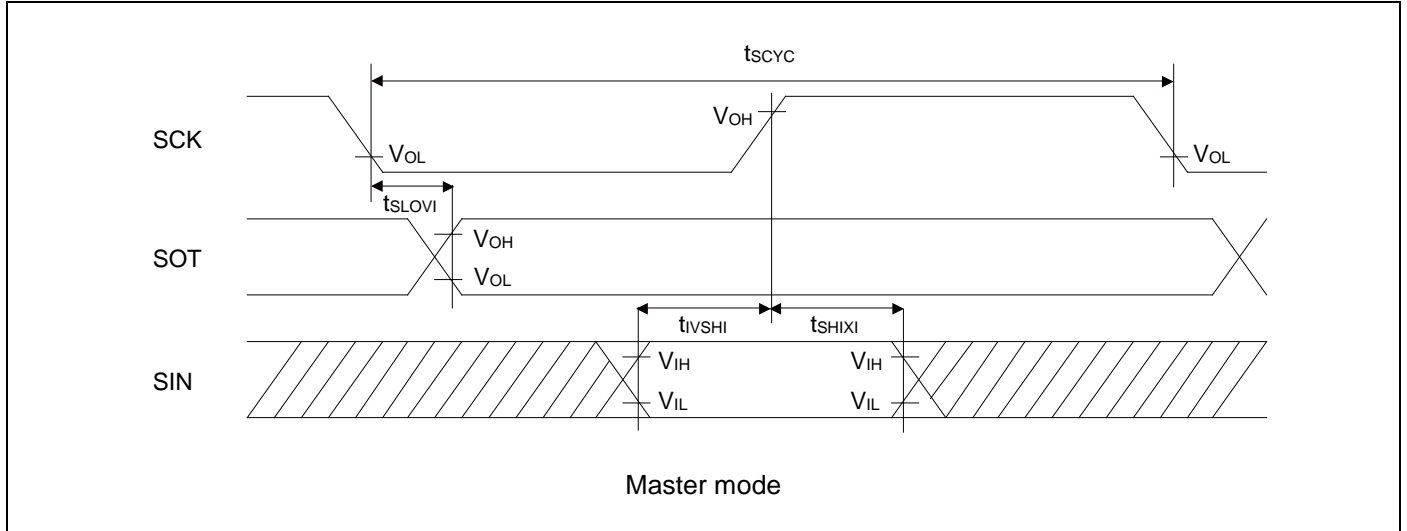 tSCYC
SCK
VOH
VOL
VOL
tSLOVI
SOT
VOH
VOL
tIVSHI
tSHIXI
SIN
VIH
VIH
VIL
VIL
Master mode